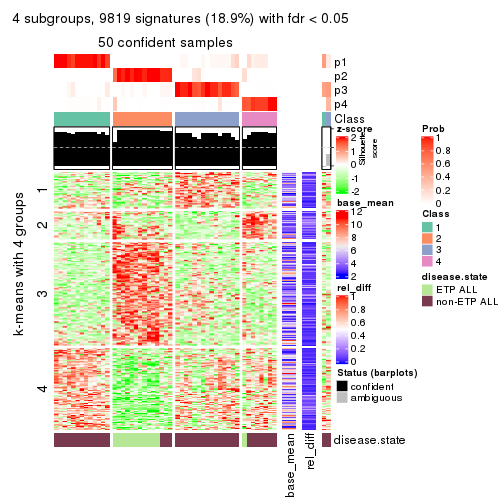 4 subgroups, 9819 signatures (18.9%) with fdr < 0.05
50 confident samples
p1
p2
p3
p4
Class
z-score
2
1
0
-1
-2
Silhouette
score
base_mean
12
10
8
6
4
2
rel_diff
1
0.8
0.6
0.4
0.2
0
Status (barplots)
confident
ambiguous
Prob
1
0.8
0.6
0.4
0.2
0
Class
1
2
3
4
disease.state
ETP ALL
non-ETP ALL
k-means with 4 groups
1
2
3
4
disease.state
base_mean
rel_diff